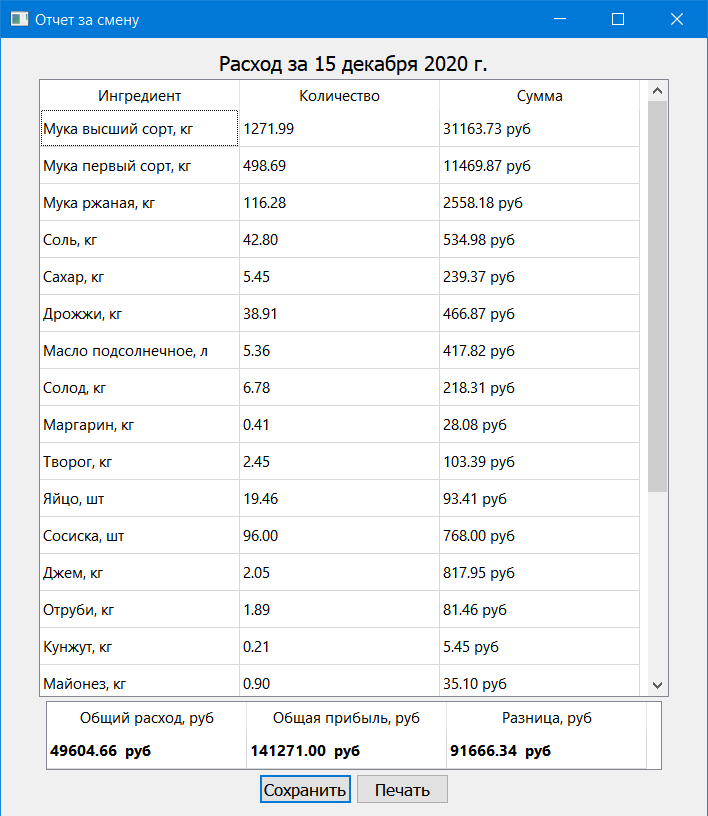 Отчет за смену
Расход за 15 декабря 2020 г.
Ингредиент Количество Сумма
Мука высший сорт, кг 1271.99 31163.73 руб
Мука первый сорт, кг 498.69 11469.87 руб
Мука ржаная, кг 116.28 2558.18 руб
Соль, кг 42.80 534.98 руб
Сахар, кг 5.45 239.37 руб
Дрожжи, кг 38.91 466.87 руб
Масло подсолнечное, л 5.36 417.82 руб
Солод, кг 6.78 218.31 руб
Маргарин, кг 0.41 28.08 руб
Творог, кг 2.45 103.39 руб
Яйцо, шт 19.46 93.41 руб
Сосиска, шт 96.00 768.00 руб
Джем, кг 2.05 817.95 руб
Отруби, кг 1.89 81.46 руб
Кунжут, кг 0.21 5.45 руб
Майонез, кг 0.90 35.10 руб
Общий расход, руб Общая прибыль, руб Разница, руб
49604.66 руб 141271.00 руб 91666.34 руб
Сохранить Печать